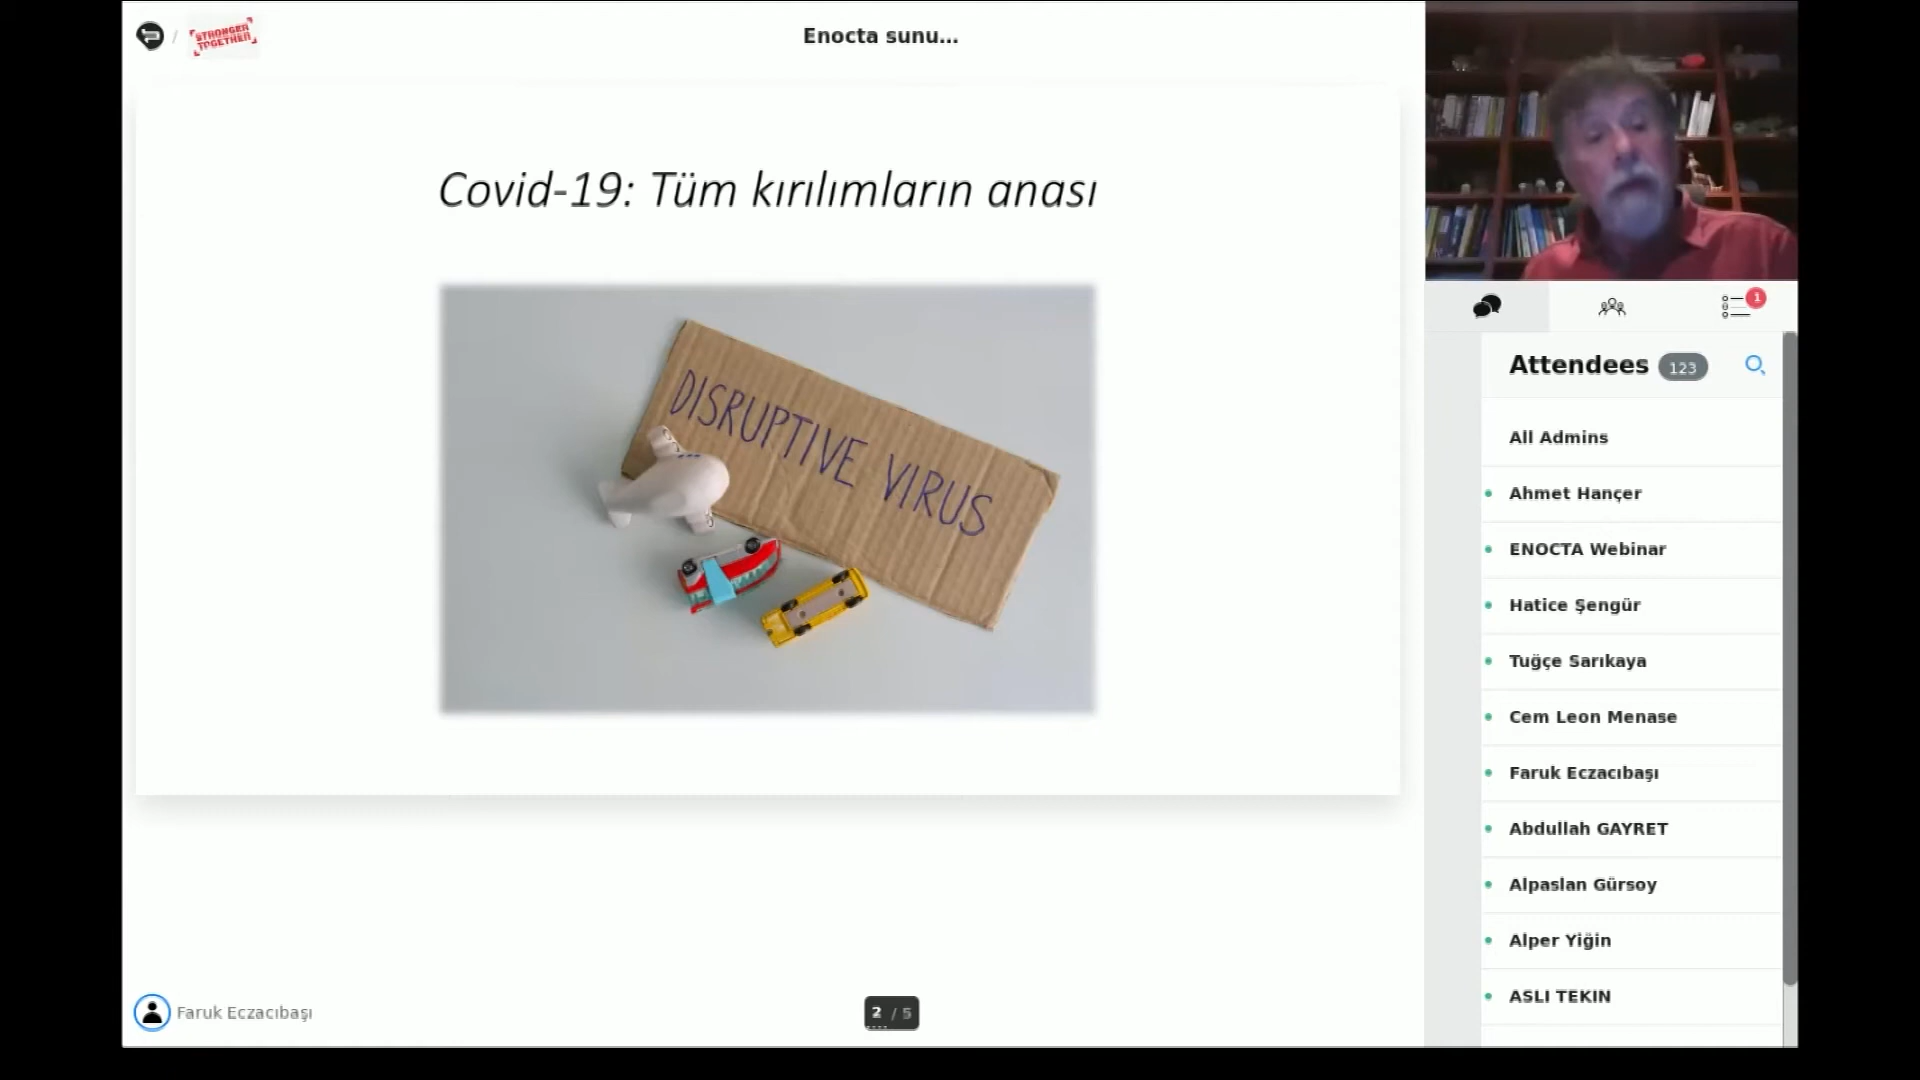 STRONGER
TOGETHER
Enocta sunu...
Covid-19: Tüm kırılımların anası
DISRUPTIVE VIRUS
1
Attendees 123
All Admins
Ahmet Hançer
ENOCTA Webinar
Hatice Şengür
Tuğçe Sarıkaya
Cem Leon Menase
Faruk Eczacıbaşı
Abdullah GAYRET
Alpaslan Gürsoy
Alper Yiğin
ASLI TEKIN
Faruk Eczacıbaşı
2 / 5